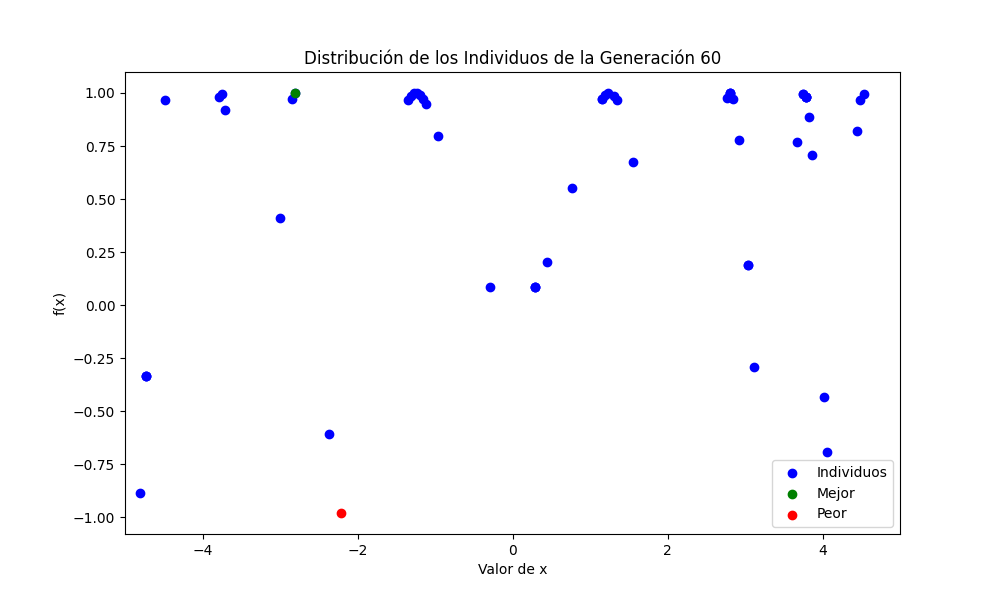 Distribución de los Individuos de la Generación 60
f(x)
1.00
0.75
0.50
0.25
0.00
−0.25
−0.50
−0.75
−1.00
−4
−2
0
2
4
Valor de x
Individuos
Mejor
Peor